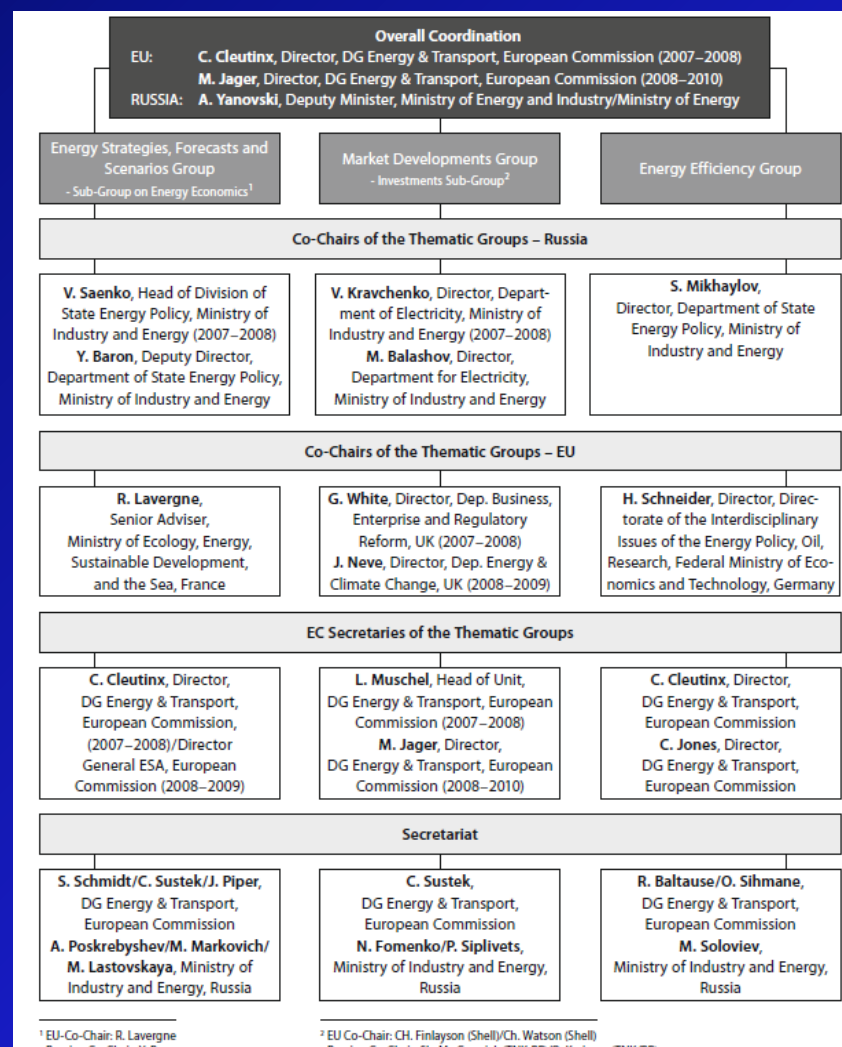 Overall Coordination
EU: C. Cleutinx, Director, DG Energy & Transport, European Commission (2007–2008)
M. Jager, Director, DG Energy & Transport, European Commission (2008–2010)
RUSSIA: A. Yanovski, Deputy Minister, Ministry of Energy and Industry/Ministry of Energy
Energy Strategies, Forecasts and
Scenarios Group
- Sub-Group on Energy Economics¹
Market Developments Group
- Investments Sub-Group²
Energy Efficiency Group
Co-Chairs of the Thematic Groups – Russia
V. Saenko, Head of Division of
State Energy Policy, Ministry of
Industry and Energy (2007–2008)
Y. Baron, Deputy Director,
Department of State Energy Policy,
Ministry of Industry and Energy
V. Kravchenko, Director, Depart-
ment of Electricity, Ministry of
Industry and Energy (2007–2008)
M. Balashov, Director,
Department for Electricity,
Ministry of Industry and Energy
S. Mikhaylov,
Director, Department of State
Energy Policy, Ministry of
Industry and Energy
Co-Chairs of the Thematic Groups – EU
R. Lavergne,
Senior Adviser,
Ministry of Ecology, Energy,
Sustainable Development,
and the Sea, France
G. White, Director, Dep. Business,
Enterprise and Regulatory
Reform, UK (2007–2008)
J. Neve, Director, Dep. Energy &
Climate Change, UK (2008–2009)
H. Schneider, Director, Direc-
torate of the Interdisciplinary
Issues of the Energy Policy, Oil,
Research, Federal Ministry of Eco-
nomics and Technology, Germany
EC Secretaries of the Thematic Groups
C. Cleutinx, Director,
DG Energy & Transport,
European Commission,
(2007–2008)/Director
General ESA, European
Commission (2008–2009)
L. Muschel, Head of Unit,
DG Energy & Transport, European
Commission (2007–2008)
M. Jager, Director,
DG Energy & Transport, European
Commission (2008–2010)
C. Cleutinx, Director,
DG Energy & Transport,
European Commission
C. Jones, Director,
DG Energy & Transport,
European Commission
Secretariat
S. Schmidt/C. Sustek/J. Piper,
DG Energy & Transport,
European Commission
A. Poskrebyshev/M. Markovich/
M. Lastovskaya, Ministry of
Industry and Energy, Russia
C. Sustek,
DG Energy & Transport,
European Commission
N. Fomenko/P. Siplivets,
Ministry of Industry and Energy,
Russia
R. Baltause/O. Sihmane,
DG Energy & Transport,
European Commission
M. Soloviev,
Ministry of Industry and Energy,
Russia
¹ EU-Co-Chair: R. Lavergne
² EU Co-Chair: CH. Finlayson (Shell)/Ch. Watson (Shell)